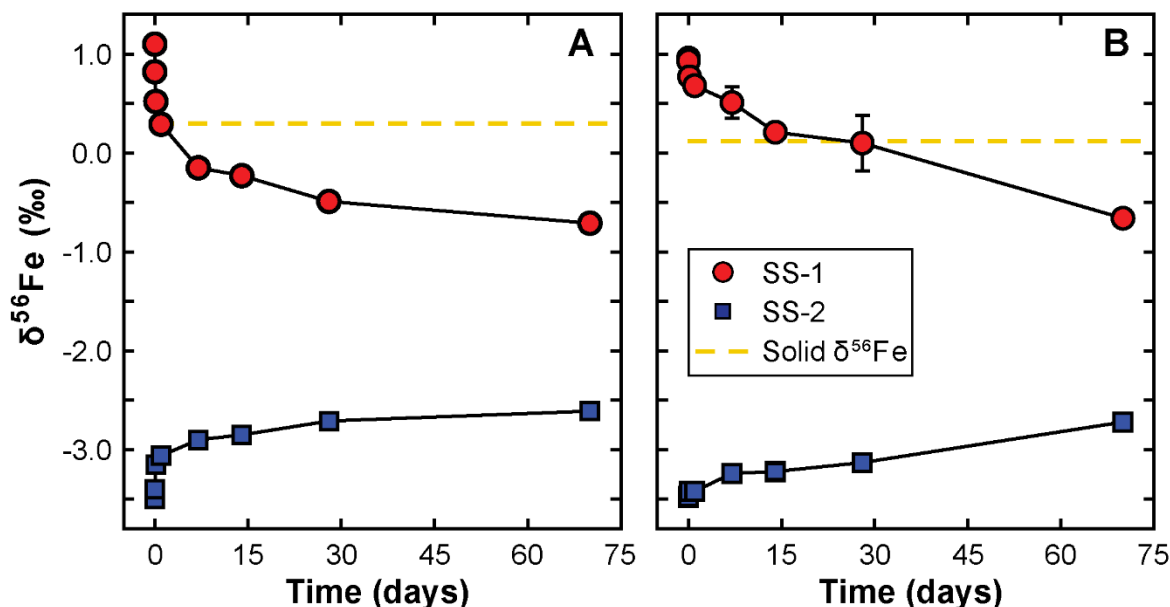 A
B
δ⁵⁶Fe (‰)
1.0
0.0
-1.0
-2.0
-3.0
SS-1
SS-2
Solid δ⁵⁶Fe
0 15 30 45 60 75
0 15 30 45 60 75
Time (days)
Time (days)